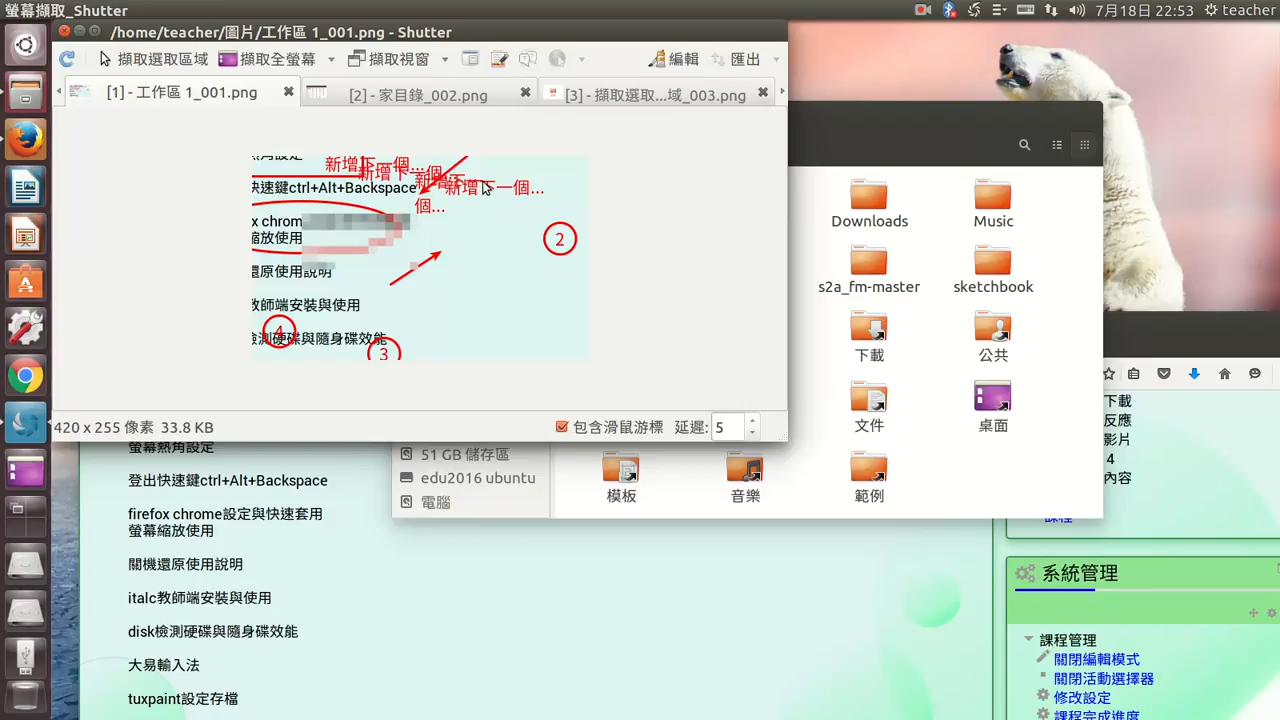 螢幕擷取_Shutter
7月18日 22:53
teacher
/home/teacher/圖片/工作區 1_001.png - Shutter
擷取選取區域
擷取全螢幕
擷取視窗
編輯
匯出
[1] - 工作區 1_001.png
[2] - 家目錄_002.png
[3] - 擷取選取...域_003.png
新增下一個...
新增下一個...
新增下一個...
快速鍵ctrl+Alt+Backspace
個...
x chrom
縮放使用
2
還原使用說明
教師端安裝與使用
4
檢測硬碟與隨身碟效能
3
420 x 255 像素 33.8 KB
包含滑鼠游標
延遲:
5
Downloads
Music
s2a_fm-master
sketchbook
下載
公共
文件
桌面
模板
音樂
範例
51 GB 儲存區
edu2016 ubuntu
電腦
螢幕熱角設定
登出快速鍵ctrl+Alt+Backspace
firefox chrome設定與快速套用
螢幕縮放使用
關機還原使用說明
italc教師端安裝與使用
disk檢測硬碟與隨身碟效能
大易輸入法
tuxpaint設定存檔
下載
反應
影片
4
內容
課程
系統管理
課程管理
關閉編輯模式
關閉活動選擇器
修改設定
課程完成進度